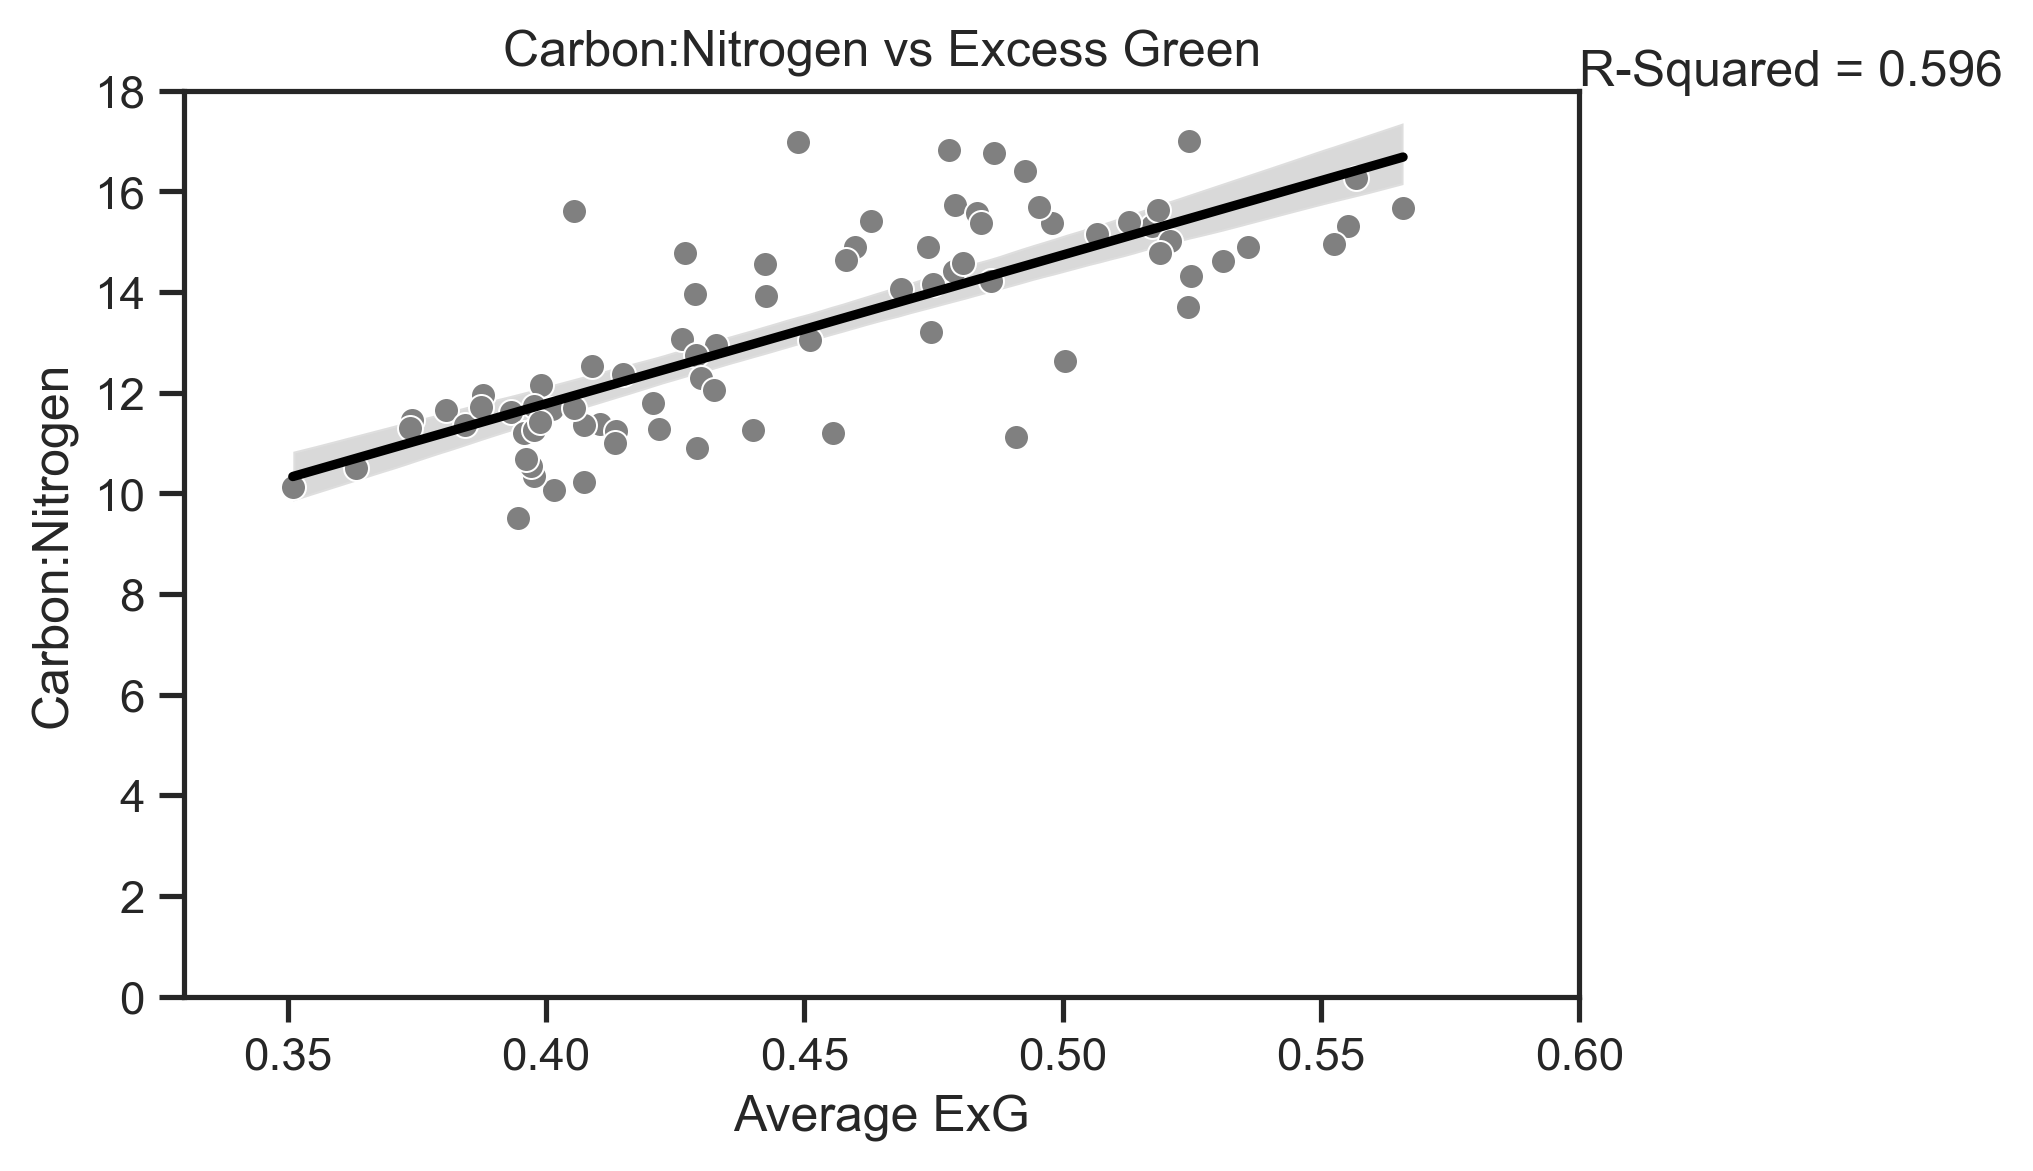 Carbon:Nitrogen vs Excess Green
R-Squared = 0.596
Carbon:Nitrogen
18
16
14
12
10
8
6
4
2
0
0.35 0.40 0.45 0.50 0.55 0.60
Average ExG